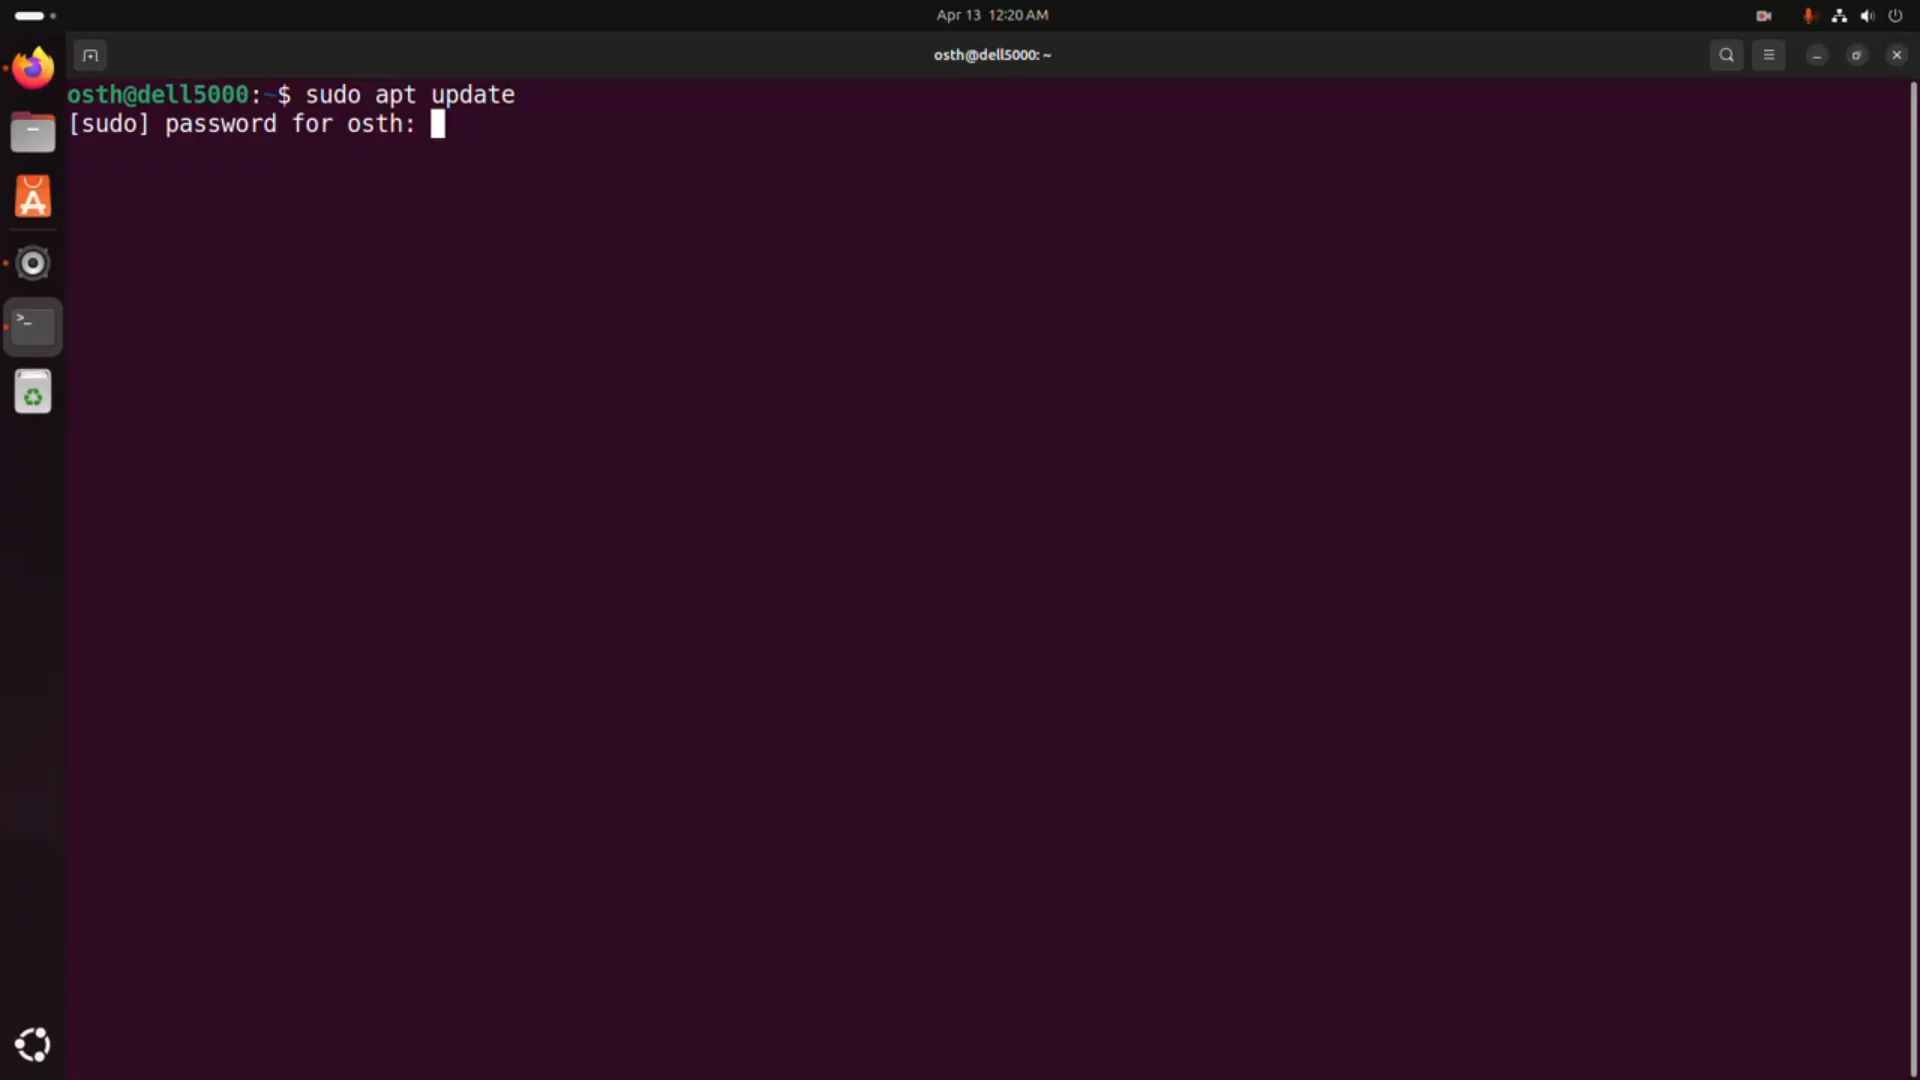 Apr 13 12:20 AM
osth@dell5000: ~
osth@dell5000:~$ sudo apt update
[sudo] password for osth: